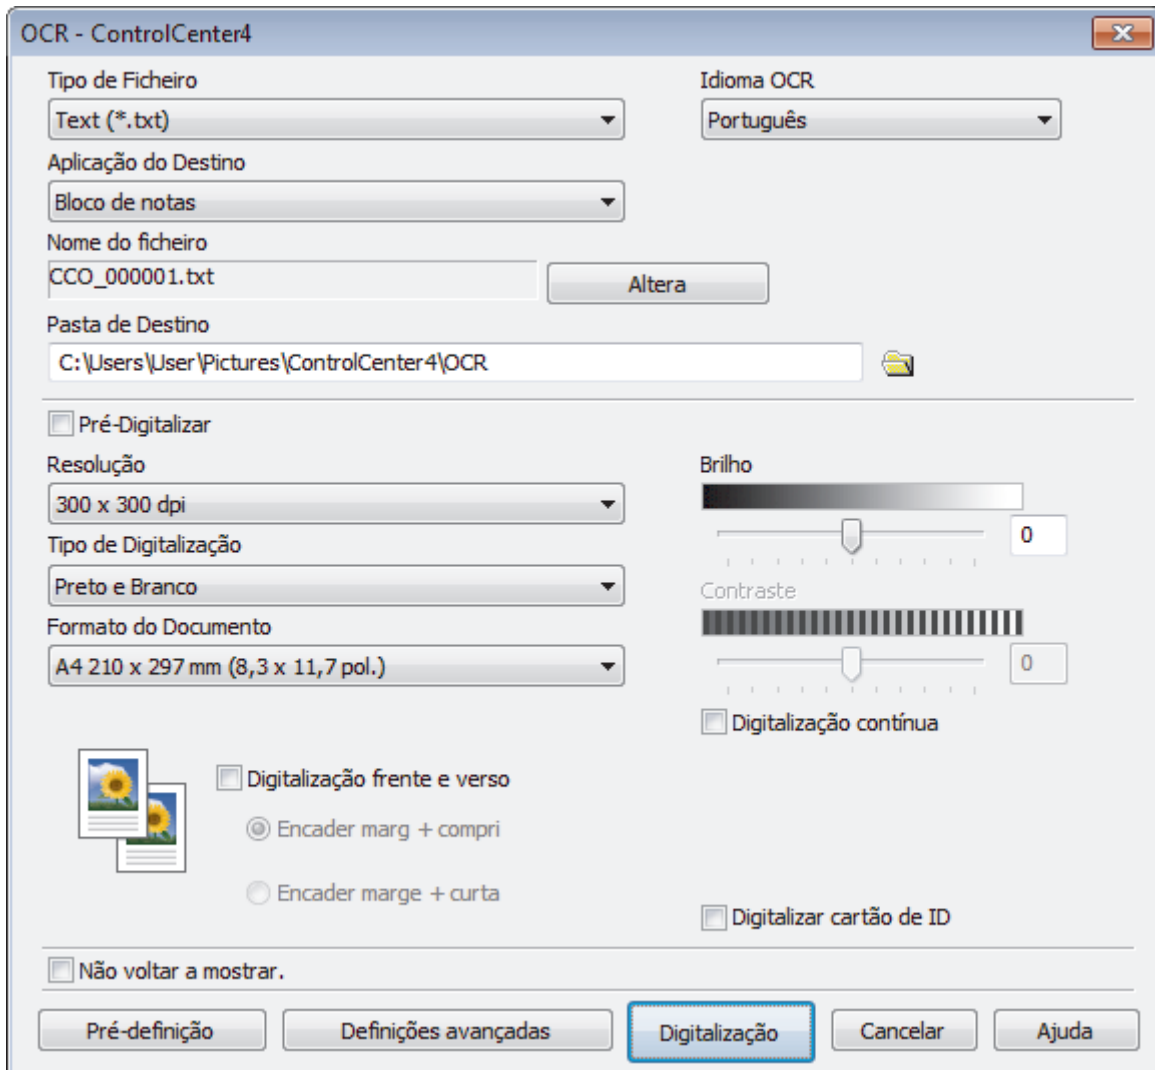 OCR - ControlCenter4
Tipo de Ficheiro
Idioma OCR
Text (*.txt)
Português
Aplicação do Destino
Bloco de notas
Nome do ficheiro
CCO_000001.txt
Altera
Pasta de Destino
C:\Users\User\Pictures\ControlCenter4\OCR
Pré-Digitalizar
Resolução
Brilho
300 x 300 dpi
0
Tipo de Digitalização
Preto e Branco
Contraste
Formato do Documento
A4 210 x 297 mm (8,3 x 11,7 pol.)
0
Digitalização contínua
Digitalização frente e verso
Encader marg + compri
Encader marge + curta
Digitalizar cartão de ID
Não voltar a mostrar.
Pré-definição
Definições avançadas
Digitalização
Cancelar
Ajuda